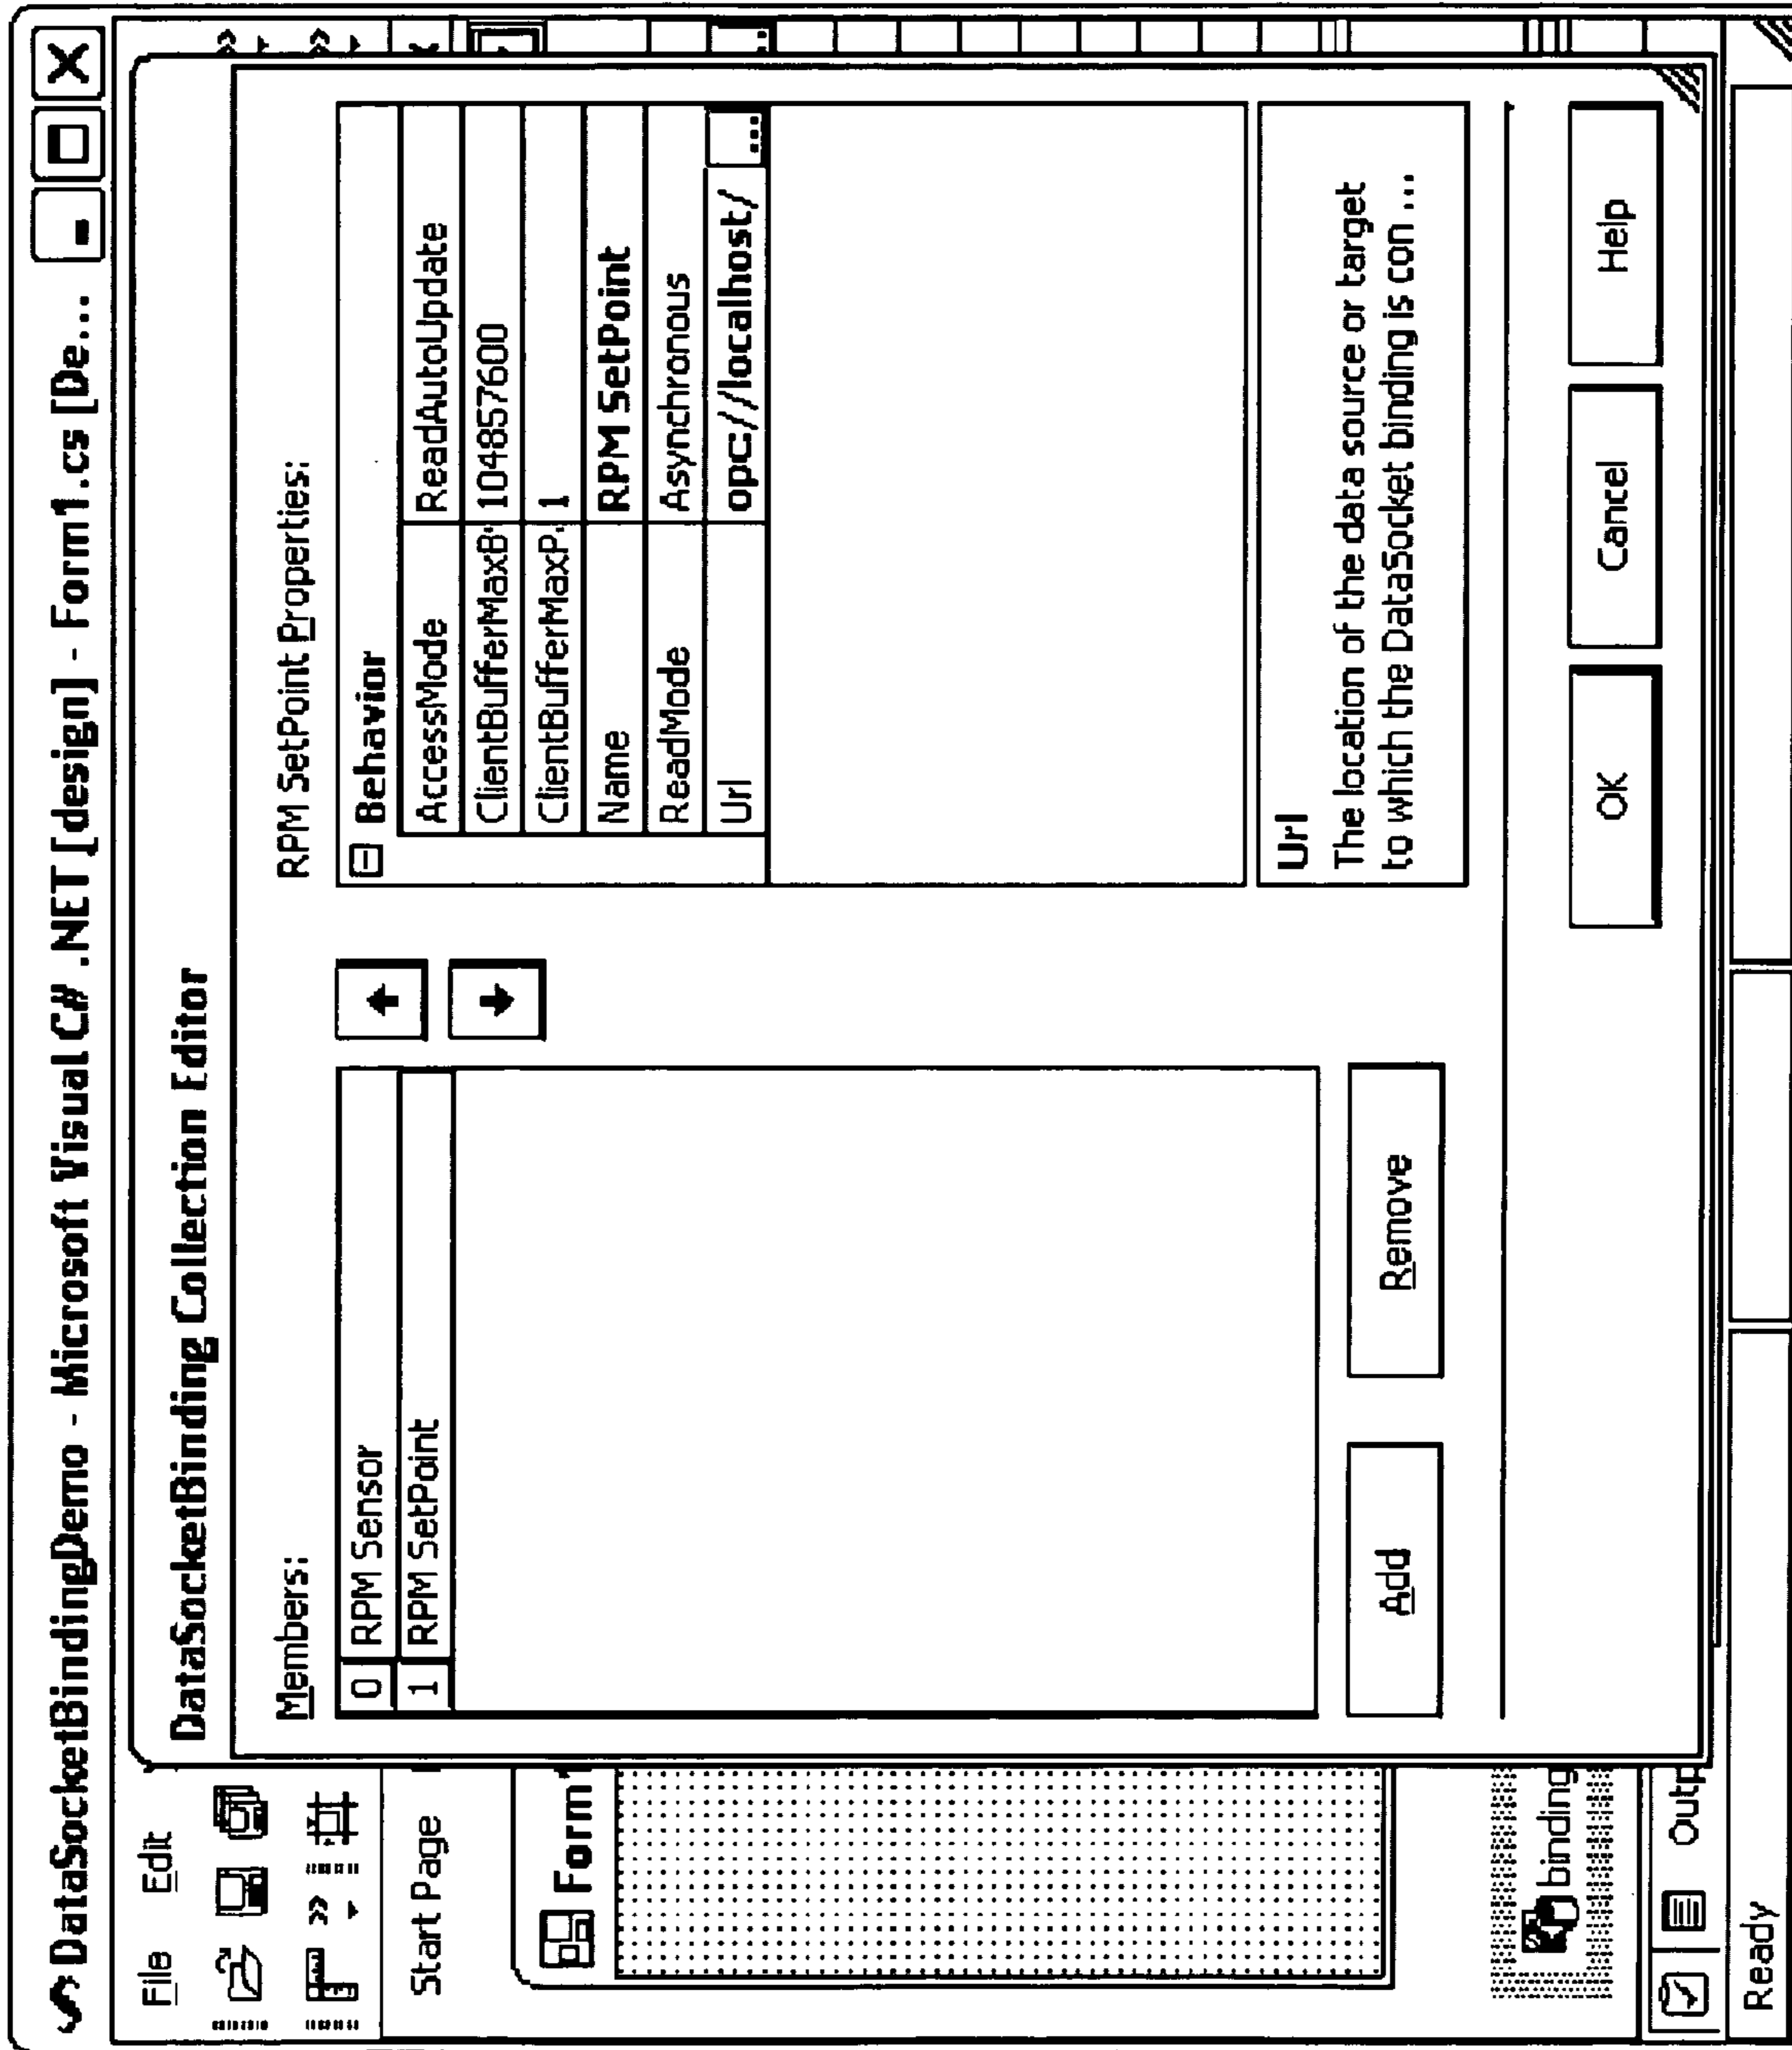 DataSocketBindingDemo - Microsoft Visual C# .NET [design] - Form1.cs [De...
File Edit
Start Page
Form1
binding
Outp
Ready
DataSocketBinding Collection Editor
Members:
0 RPM Sensor
1 RPM SetPoint
Add Remove
RPM SetPoint Properties:
Behavior
AccessMode ReadAutoUpdate
ClientBufferMaxB 104857600
ClientBufferMaxP 1
Name RPM SetPoint
ReadMode Asynchronous
Url opc://localhost/ ...
Url
The location of the data source or target
to which the DataSocket binding is con ...
OK Cancel Help